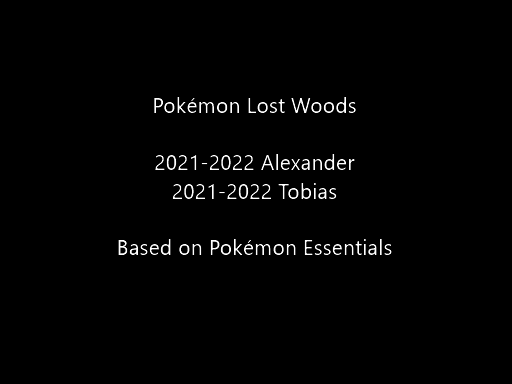 Pokémon Lost Woods
2021-2022 Alexander
2021-2022 Tobias
Based on Pokémon Essentials